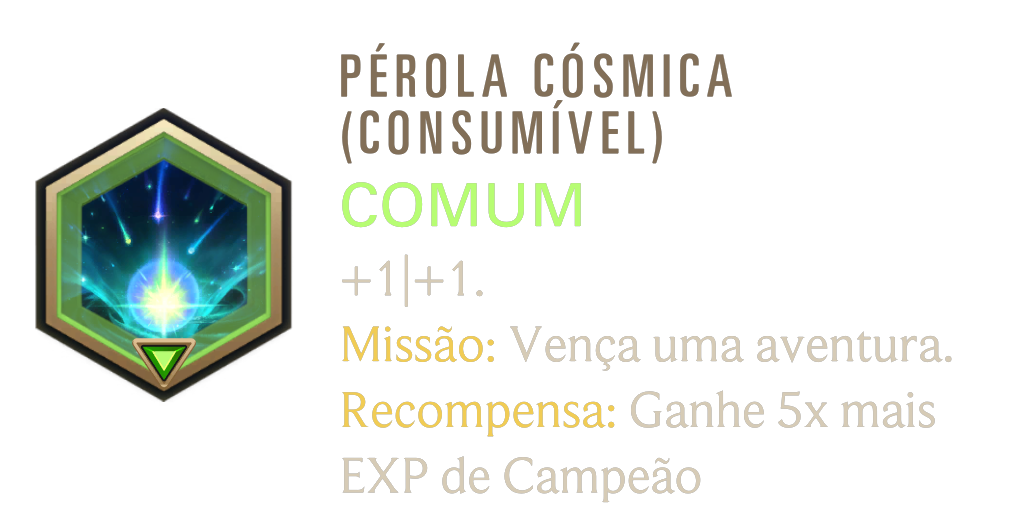 PÉROLA CÓSMICA
(CONSUMÍVEL)
COMUM
+1|+1.
Missão: Vença uma aventura.
Recompensa: Ganhe 5x mais
EXP de Campeão